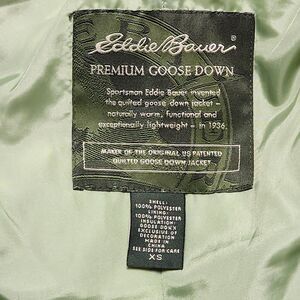 Eddie Bauer®
PREMIUM GOOSE DOWN
Sportsman Eddie Bauer invented
the quilted goose down jacket –
naturally warm, functional and
exceptionally lightweight – in 1936.
MAKER OF THE ORIGINAL US PATENTED
QUILTED GOOSE DOWN JACKET
SHELL:
100% POLYESTER
LINING:
100% POLYESTER
INSULATION:
GOOSE DOWN
EXCLUSIVE OF
DECORATION
MADE IN
CHINA
SEE SIDE FOR CARE
XS